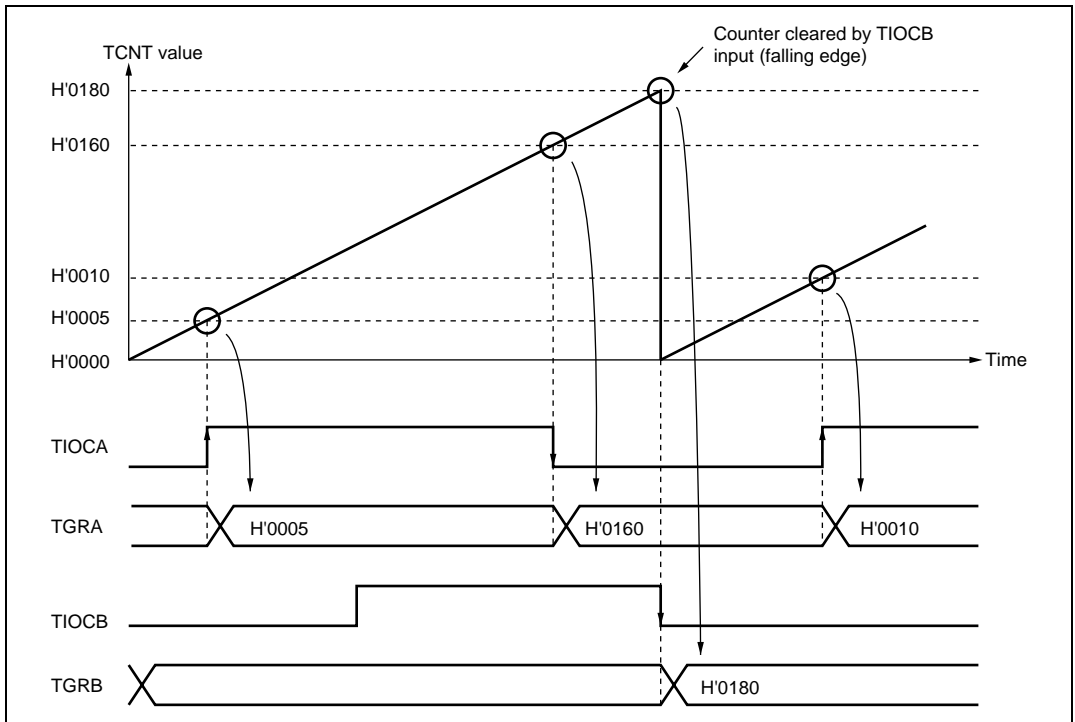 Counter cleared by TIOCB
input (falling edge)
TCNT value
H'0180
H'0160
H'0010
H'0005
H'0000
Time
TIOCA
TGRA
H'0005
H'0160
H'0010
TIOCB
TGRB
H'0180